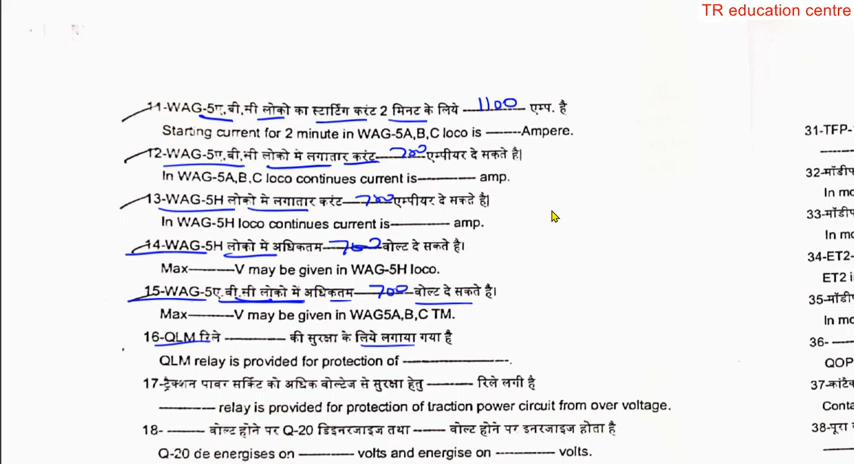 TR education centre
11-WAG-5ए.बी.सी लोको का स्टार्टिंग करंट 2 मिनट के लिये 1100 एम्प. है
Starting current for 2 minute in WAG-5A,B,C loco is ------Ampere.
12-WAG-5ए.बी.सी लोको मे लगातार करंट 700 एम्पीयर दे सकते है|
In WAG-5A,B,C loco continues current is---------- amp.
13-WAG-5H लोको मे लगातार करंट 700 एम्पीयर दे सकते है|
In WAG-5H loco continues current is---------- amp.
14-WAG-5H लोको मे अधिकतम 700 वोल्ट दे सकते है।
Max--------V may be given in WAG-5H loco.
15-WAG-5ए.बी.सी लोको में अधिकतम 700 वोल्ट दे सकते है।
Max--------V may be given in WAG5A,B,C TM.
16-QLM रिले ---------- की सुरक्षा के लिये लगाया गया है
QLM relay is provided for protection of ------------------.
17-ट्रैक्शन पावर सर्किट को अधिक वोल्टेज से सुरक्षा हेतु -------- रिले लगी है
---------- relay is provided for protection of traction power circuit from over voltage.
18- ------ वोल्ट होने पर Q-20 डिइनरजाइज तथा ------ वोल्ट होने पर इनरजाइज होता है
Q-20 de energises on ---------- volts and energise on ---------- volts.
31-TFP-
32-मॉडीफ
In mo
33-मॉडीफ
In mo
34-ET2-
ET2 i
35-मॉडी
In mo
36- ----
QOP
37-कांटैक
Conta
38-पूरा